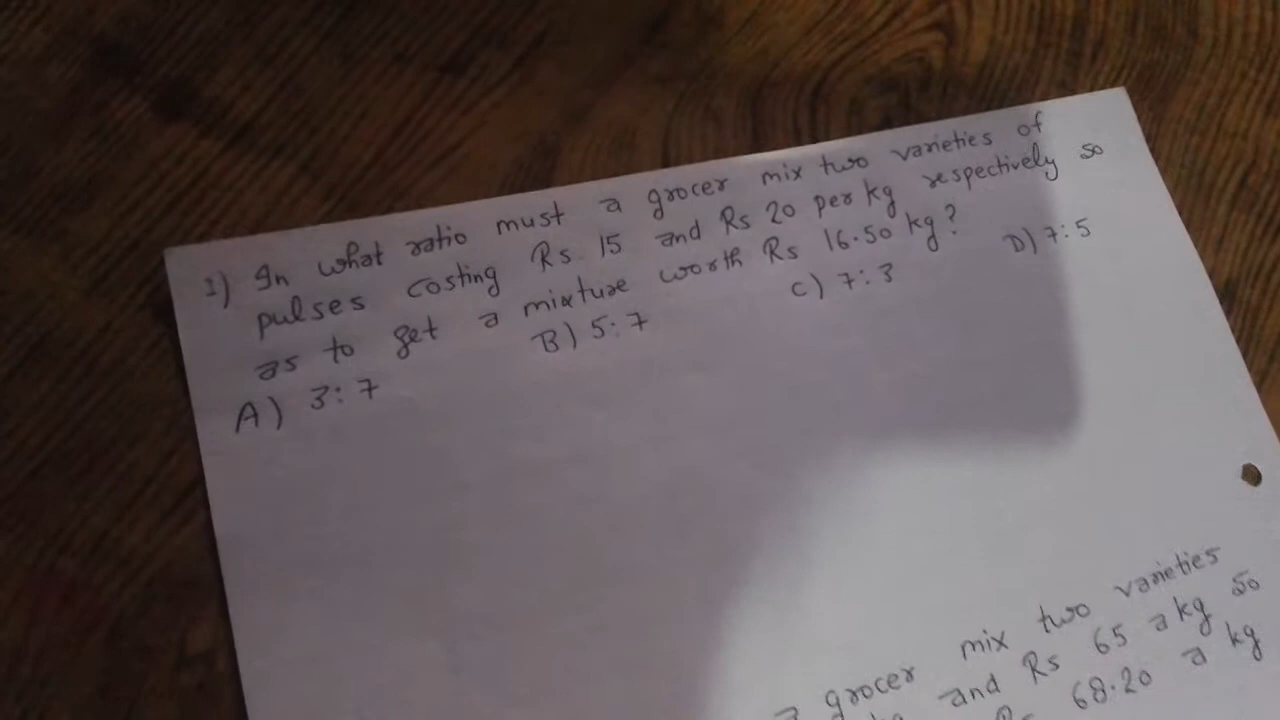 1) In what ratio must a grocer mix two varieties of
pulses costing Rs. 15 and Rs 20 per kg respectively so
as to get a mixture worth Rs 16.50 kg?
A) 3:7 B) 5:7 C) 7:3 D) 7:5
a grocer mix two varieties
and Rs 65 a kg so
68.20 a kg